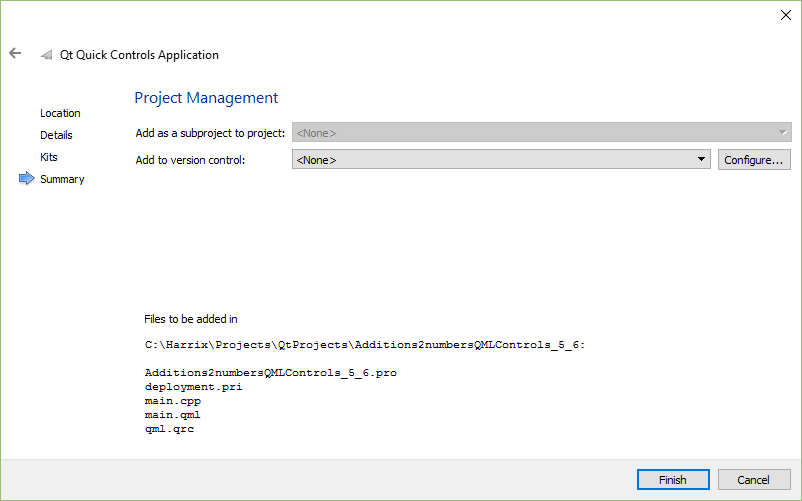 Qt Quick Controls Application
Location
Details
Kits
Summary
Project Management
Add as a subproject to project: <None>
Add to version control: <None> Configure...
Files to be added in
C:\Harrix\Projects\QtProjects\Additions2numbersQMLControls_5_6:
Additions2numbersQMLControls_5_6.pro
deployment.pri
main.cpp
main.qml
qml.qrc
Finish Cancel